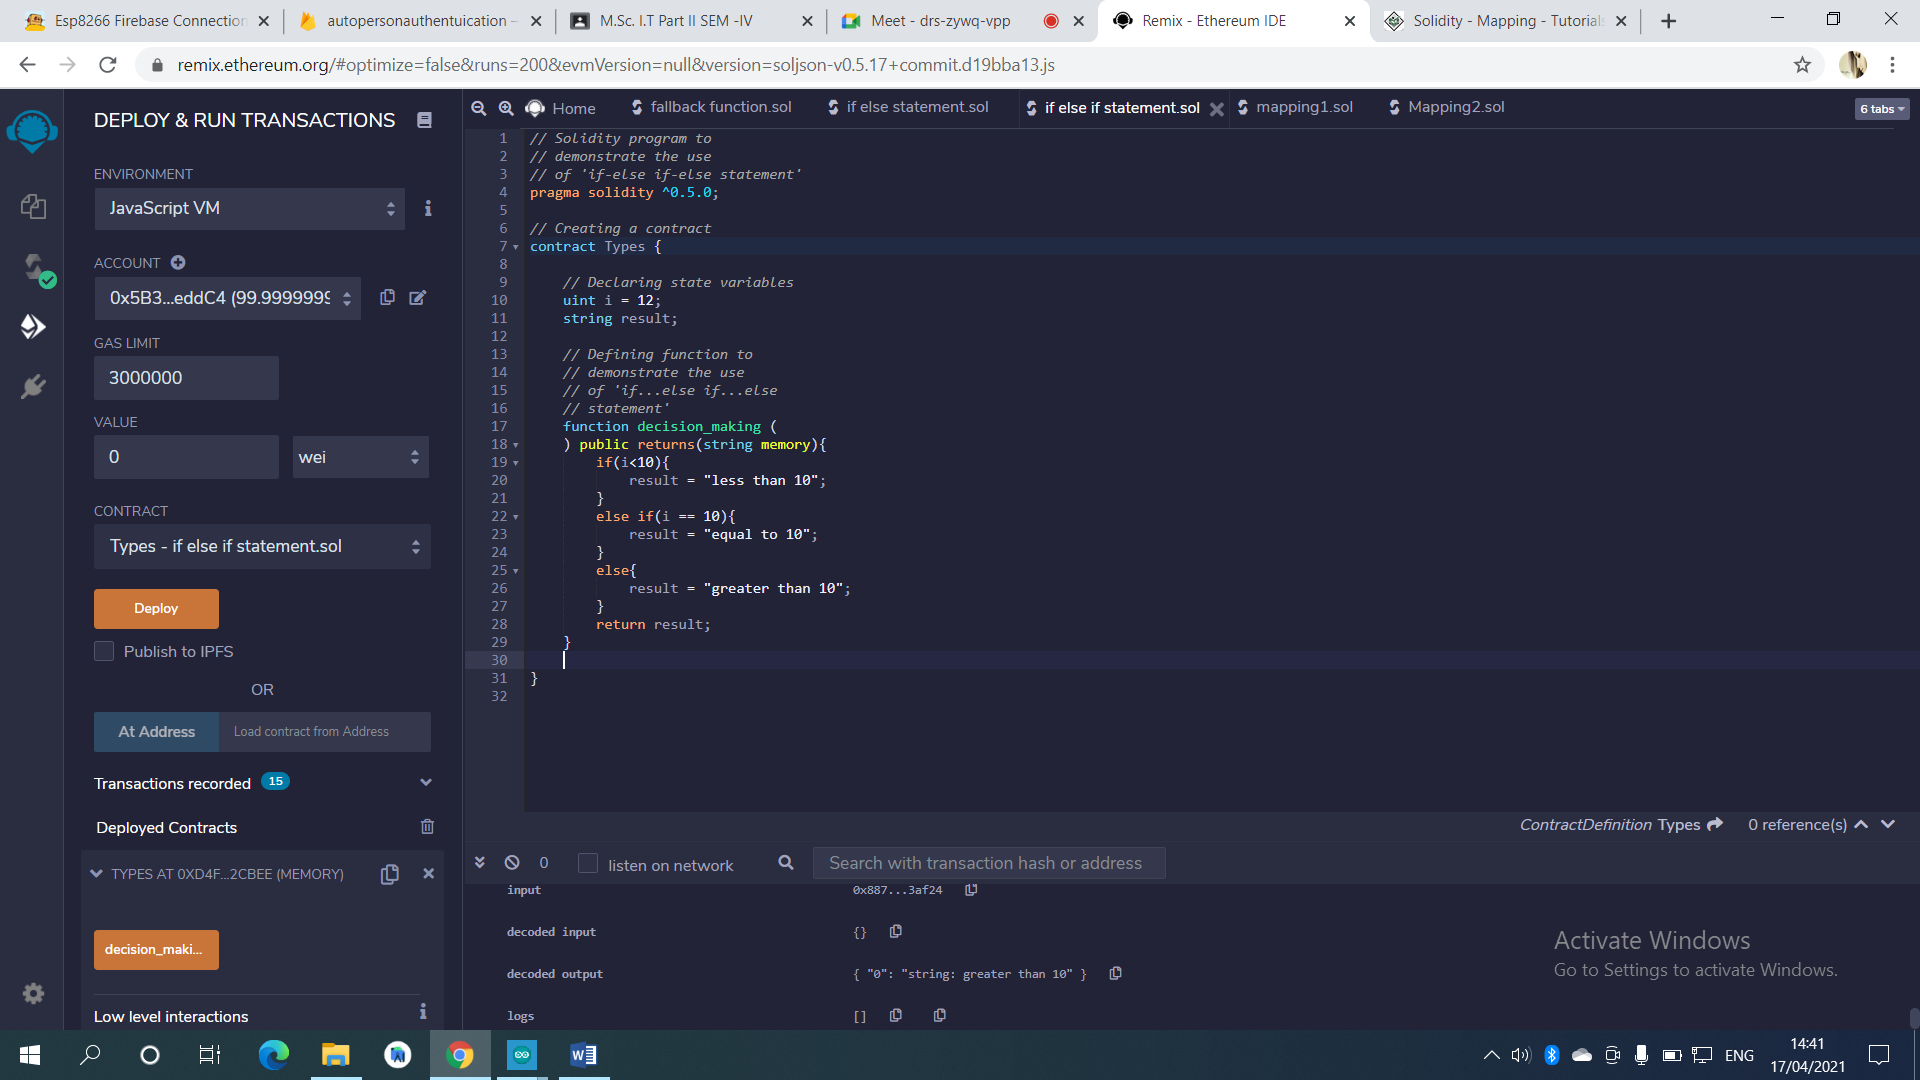 Esp8266 Firebase Connection
autopersonauthentuication –
M.Sc. I.T Part II SEM -IV
Meet - drs-zywq-vpp
Remix - Ethereum IDE
Solidity - Mapping - Tutorials
remix.ethereum.org/#optimize=false&runs=200&evmVersion=null&version=soljson-v0.5.17+commit.d19bba13.js
DEPLOY & RUN TRANSACTIONS
ENVIRONMENT
JavaScript VM
ACCOUNT
0x5B3...eddC4 (99.9999999
GAS LIMIT
3000000
VALUE
0
wei
CONTRACT
Types - if else if statement.sol
Deploy
Publish to IPFS
OR
At Address
Load contract from Address
Transactions recorded 15
Deployed Contracts
TYPES AT 0XD4F...2CBEE (MEMORY)
decision_maki...
Low level interactions
Home
fallback function.sol
if else statement.sol
if else if statement.sol
mapping1.sol
Mapping2.sol
6 tabs
1 // Solidity program to
2 // demonstrate the use
3 // of 'if-else if-else statement'
4 pragma solidity ^0.5.0;
5
6 // Creating a contract
7 contract Types {
8
9 // Declaring state variables
10 uint i = 12;
11 string result;
12
13 // Defining function to
14 // demonstrate the use
15 // of 'if...else if...else
16 // statement'
17 function decision_making (
18 ) public returns(string memory){
19 if(i<10){
20 result = "less than 10";
21 }
22 else if(i == 10){
23 result = "equal to 10";
24 }
25 else{
26 result = "greater than 10";
27 }
28 return result;
29 }
30
31 }
32
ContractDefinition Types 0 reference(s)
0 listen on network
Search with transaction hash or address
input 0x887...3af24
decoded input {}
decoded output { "0": "string: greater than 10" }
logs []
Activate Windows
Go to Settings to activate Windows.
ENG
14:41
17/04/2021